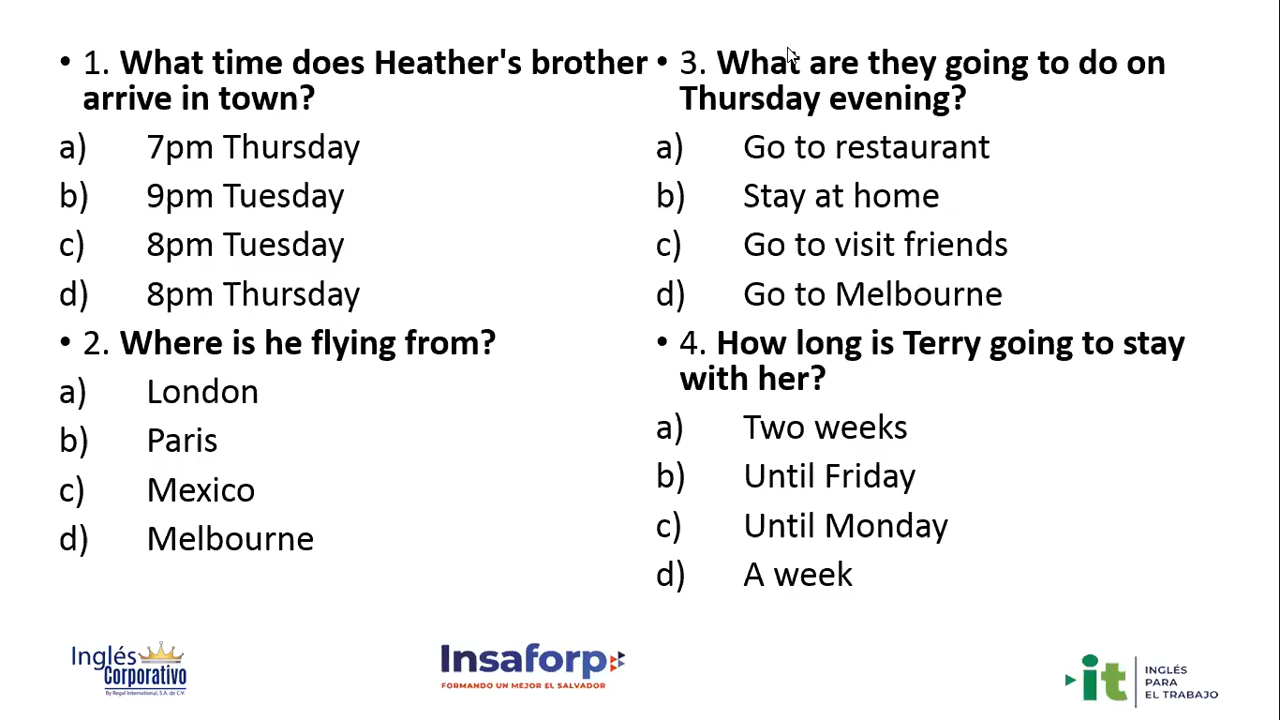 • 1. What time does Heather's brother
arrive in town?
a) 7pm Thursday
b) 9pm Tuesday
c) 8pm Tuesday
d) 8pm Thursday
• 2. Where is he flying from?
a) London
b) Paris
c) Mexico
d) Melbourne
• 3. What are they going to do on
Thursday evening?
a) Go to restaurant
b) Stay at home
c) Go to visit friends
d) Go to Melbourne
• 4. How long is Terry going to stay
with her?
a) Two weeks
b) Until Friday
c) Until Monday
d) A week
Inglés
Corporativo
By Regal International, S.A. de C.V.
Insaforp
FORMANDO UN MEJOR EL SALVADOR
it
INGLÉS
PARA
EL TRABAJO